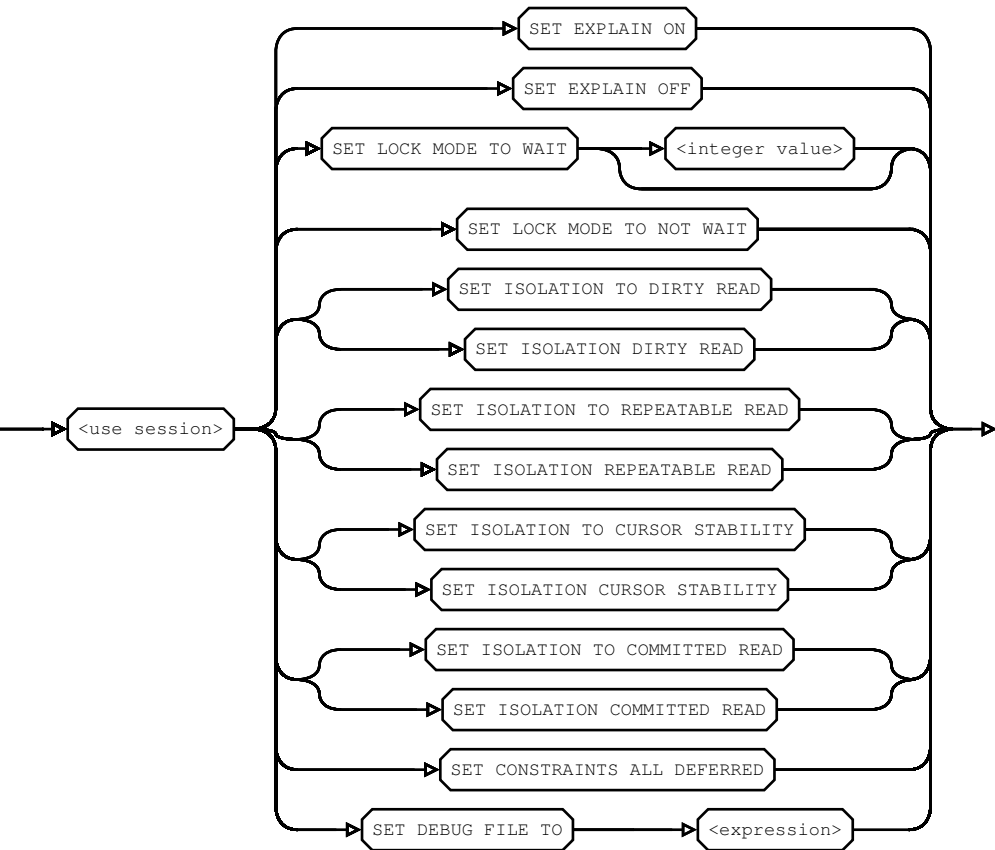 SET EXPLAIN ON
SET EXPLAIN OFF
SET LOCK MODE TO WAIT <integer value>
SET LOCK MODE TO NOT WAIT
SET ISOLATION TO DIRTY READ
SET ISOLATION DIRTY READ
SET ISOLATION TO REPEATABLE READ
<use session>
SET ISOLATION REPEATABLE READ
SET ISOLATION TO CURSOR STABILITY
SET ISOLATION CURSOR STABILITY
SET ISOLATION TO COMMITTED READ
SET ISOLATION COMMITTED READ
SET CONSTRAINTS ALL DEFERRED
SET DEBUG FILE TO <expression>